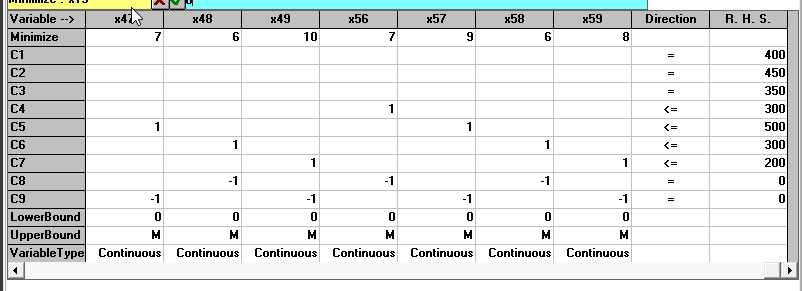 Minimize : x15
Variable --> x47 x48 x49 x56 x57 x58 x59 Direction R. H. S.
Minimize 7 6 10 7 9 6 8
C1 = 400
C2 = 450
C3 = 350
C4 1 <= 300
C5 1 1 <= 500
C6 1 1 <= 300
C7 1 1 <= 200
C8 -1 -1 -1 = 0
C9 -1 -1 -1 -1 = 0
LowerBound 0 0 0 0 0 0 0
UpperBound M M M M M M M
VariableType Continuous Continuous Continuous Continuous Continuous Continuous Continuous